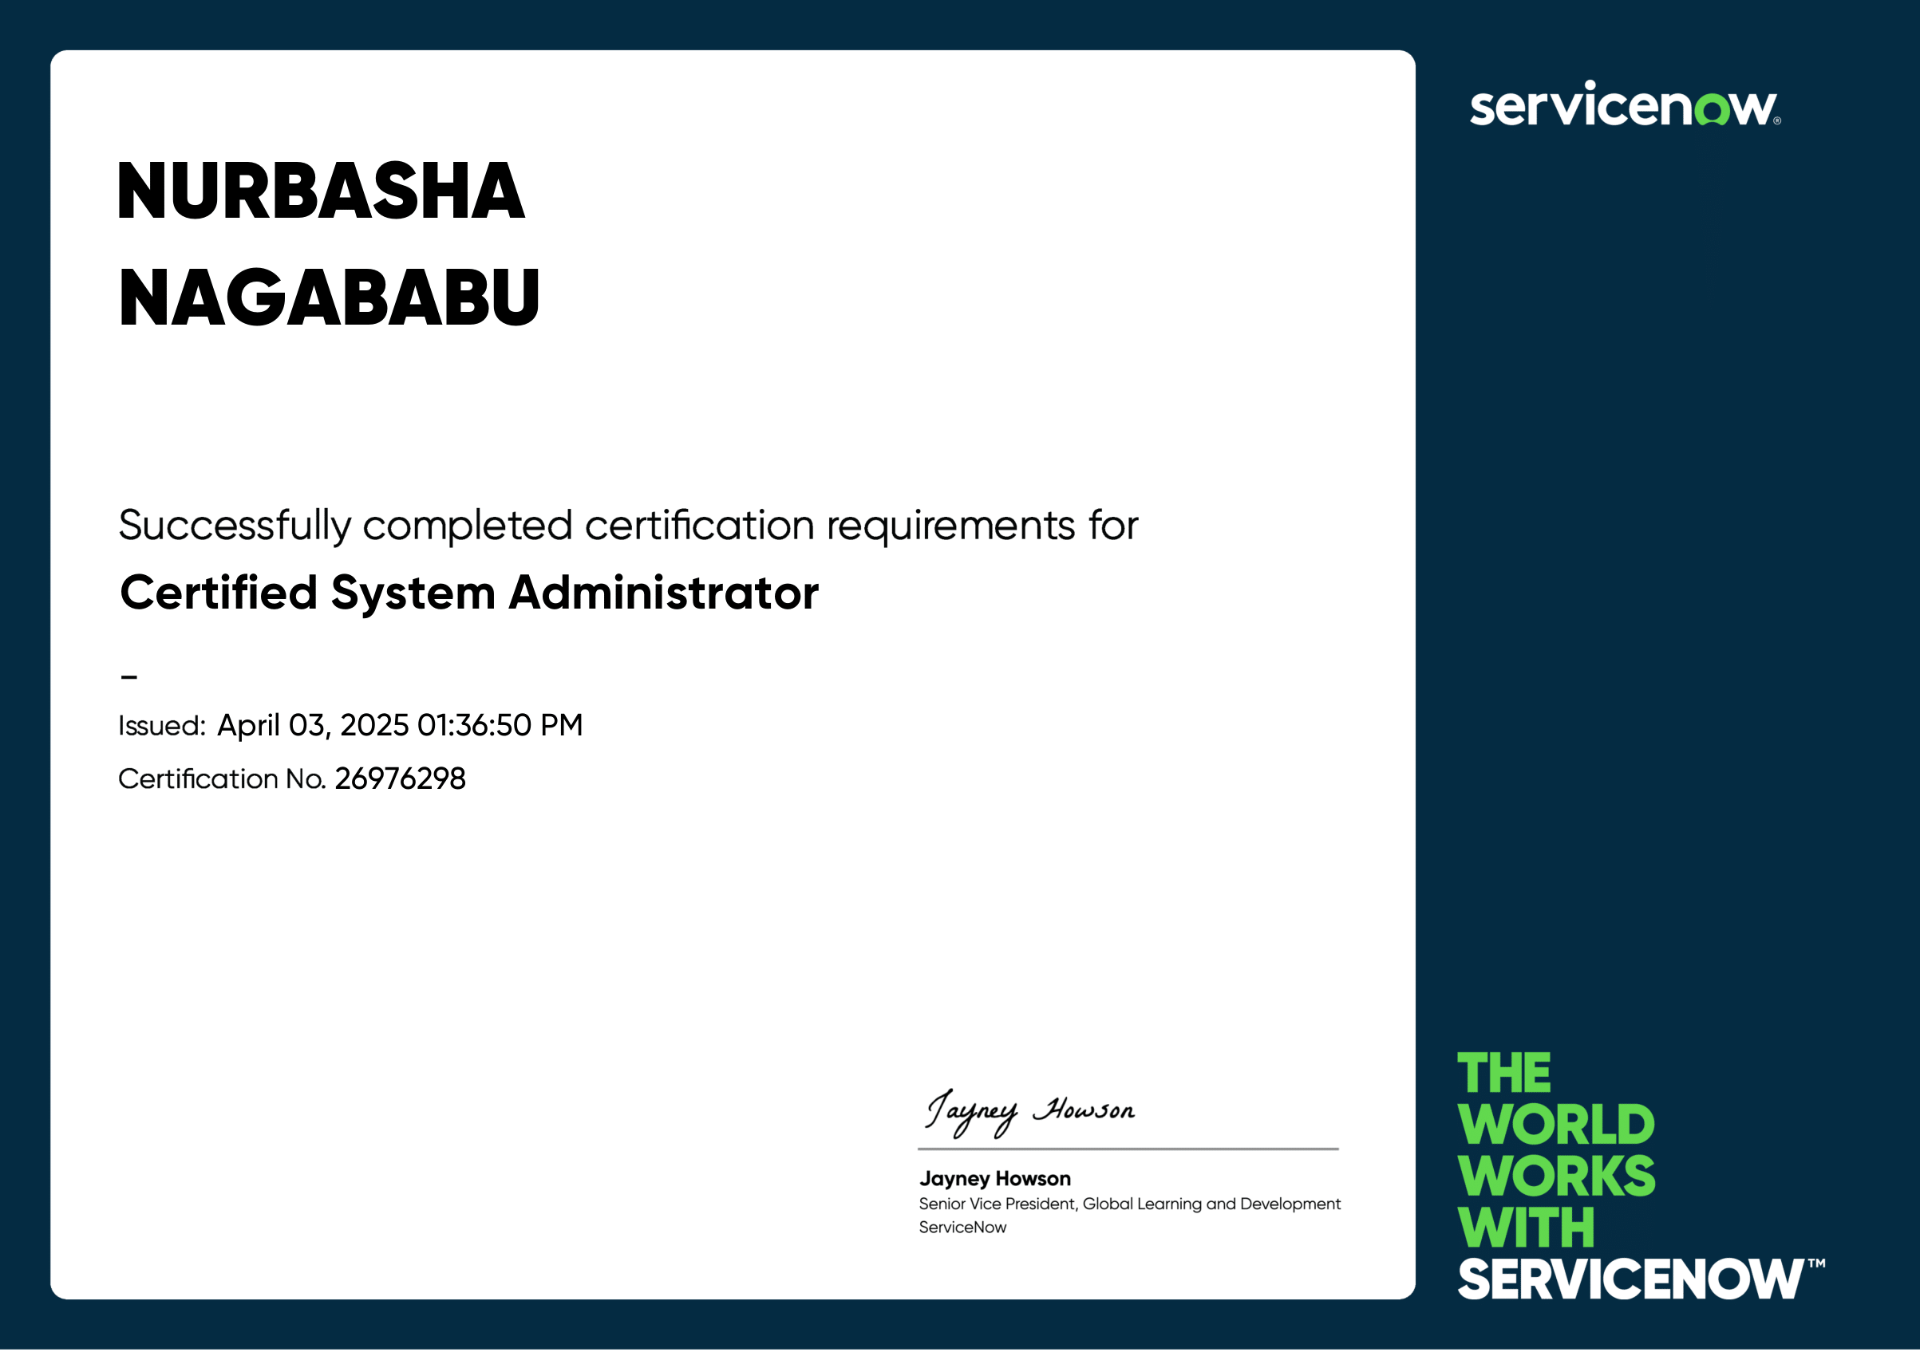 servicenow®
NURBASHA
NAGABABU
Successfully completed certification requirements for
Certified System Administrator
–
Issued: April 03, 2025 01:36:50 PM
Certification No. 26976298
Jayney Howson
Jayney Howson
Senior Vice President, Global Learning and Development
ServiceNow
THE
WORLD
WORKS
WITH
SERVICENOW™